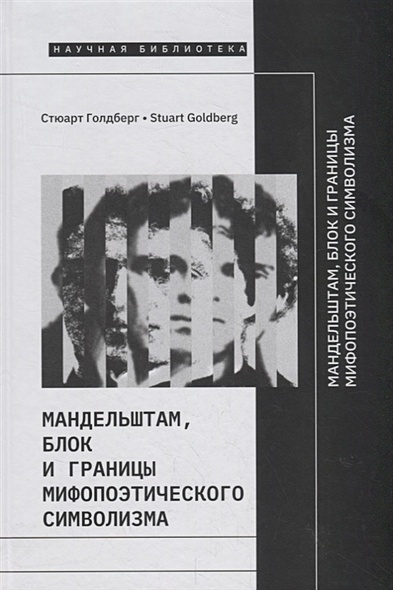 НАУЧНАЯ БИБЛИОТЕКА
Стюарт Голдберг • Stuart Goldberg
МАНДЕЛЬШТАМ,
БЛОК
И ГРАНИЦЫ
МИФОПОЭТИЧЕСКОГО
СИМВОЛИЗМА
МАНДЕЛЬШТАМ, БЛОК И ГРАНИЦЫ
МИФОПОЭТИЧЕСКОГО СИМВОЛИЗМА